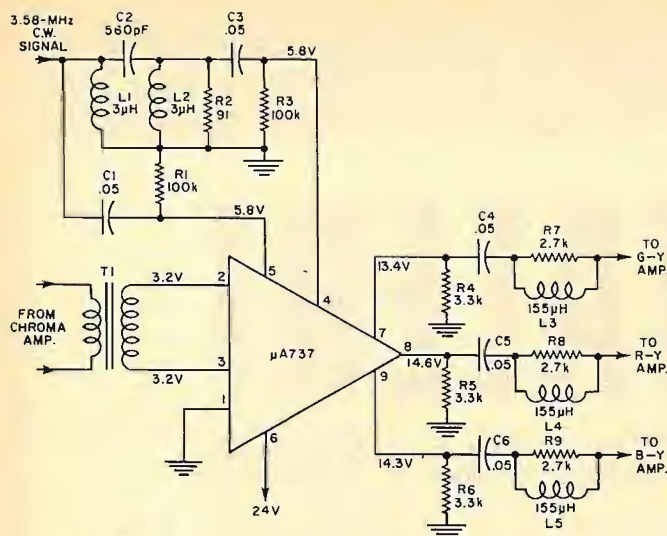 3.58-MHz
C.W.
SIGNAL
C2
560pF
C3
.05
5.8V
L1
3µH
L2
3µH
R2
91
R3
100k
R1
100k
C1
.05
5.8V
T1
3.2V
2
5
4
FROM
CHROMA
AMP.
3.2V
3
1
6
24V
µA737
7
8
9
13.4V
14.6V
14.3V
C4
.05
R7
2.7k
TO
G-Y
AMP.
R4
3.3k
155µH
L3
C5
.05
R8
2.7k
TO
R-Y
AMP.
R5
3.3k
155µH
L4
C6
.05
R9
2.7k
TO
B-Y
AMP.
R6
3.3k
155µH
L5